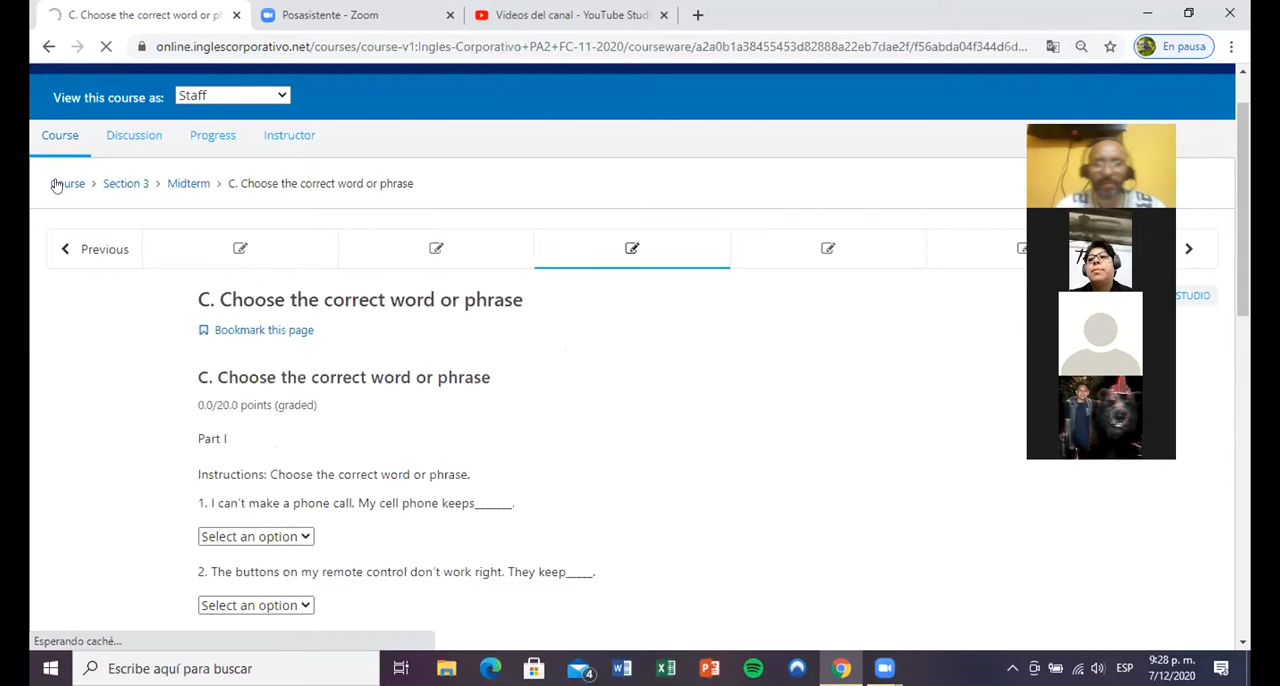 C. Choose the correct word or p
Posasistente - Zoom
Videos del canal - YouTube Studi
online.inglescorporativo.net/courses/course-v1:Ingles-Corporativo+PA2+FC-11-2020/courseware/a2a0b1a38455453d82888a22eb7dae2f/f56abda04f344d6d...
En pausa
View this course as: Staff
Course Discussion Progress Instructor
Course > Section 3 > Midterm > C. Choose the correct word or phrase
Previous
STUDIO
C. Choose the correct word or phrase
Bookmark this page
C. Choose the correct word or phrase
0.0/20.0 points (graded)
Part I
Instructions: Choose the correct word or phrase.
1. I can't make a phone call. My cell phone keeps_______.
Select an option
2. The buttons on my remote control don't work right. They keep_____.
Select an option
Esperando caché...
Escribe aquí para buscar
4
ESP
9:28 p. m.
7/12/2020